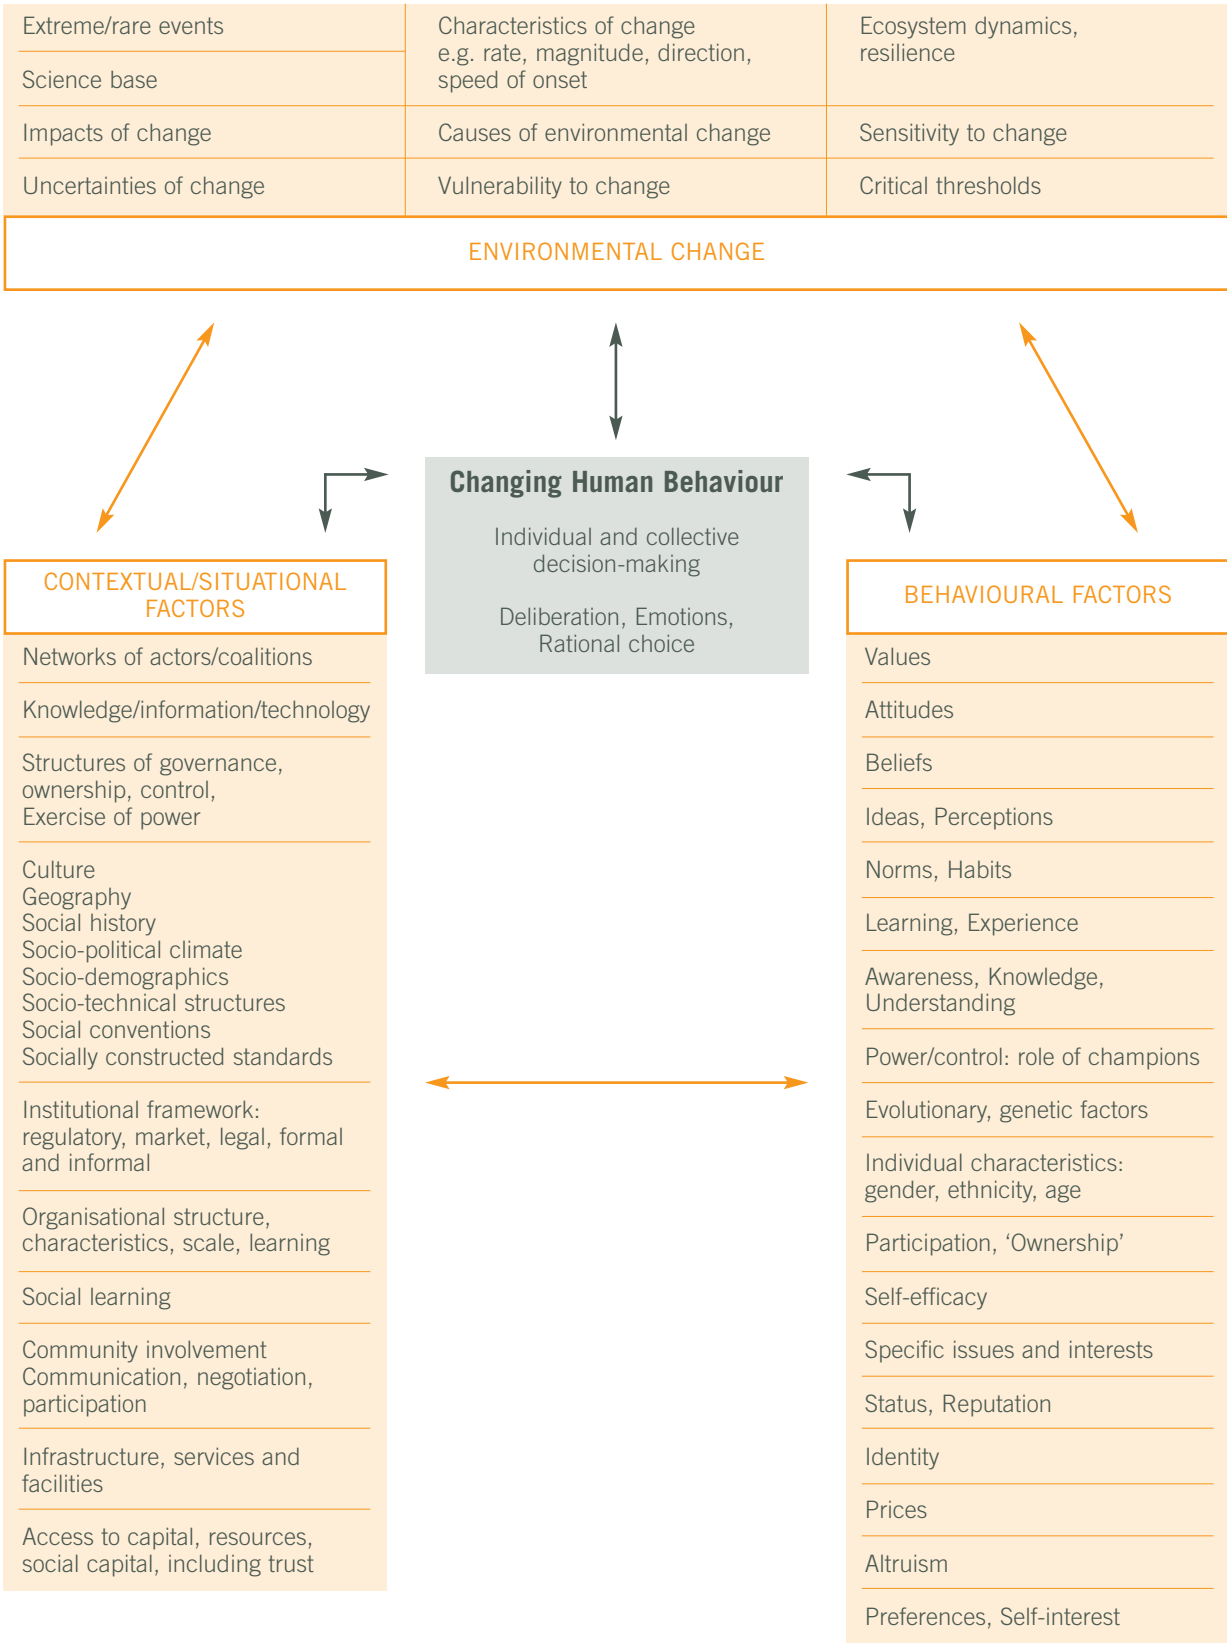 Extreme/rare events
Science base
Impacts of change
Uncertainties of change
Characteristics of change
e.g. rate, magnitude, direction,
speed of onset
Causes of environmental change
Vulnerability to change
Ecosystem dynamics,
resilience
Sensitivity to change
Critical thresholds
ENVIRONMENTAL CHANGE
Changing Human Behaviour
Individual and collective
decision-making
Deliberation, Emotions,
Rational choice
CONTEXTUAL/SITUATIONAL
FACTORS
Networks of actors/coalitions
Knowledge/information/technology
Structures of governance,
ownership, control,
Exercise of power
Culture
Geography
Social history
Socio-political climate
Socio-demographics
Socio-technical structures
Social conventions
Socially constructed standards
Institutional framework:
regulatory, market, legal, formal
and informal
Organisational structure,
characteristics, scale, learning
Social learning
Community involvement
Communication, negotiation,
participation
Infrastructure, services and
facilities
Access to capital, resources,
social capital, including trust
BEHAVIOURAL FACTORS
Values
Attitudes
Beliefs
Ideas, Perceptions
Norms, Habits
Learning, Experience
Awareness, Knowledge,
Understanding
Power/control: role of champions
Evolutionary, genetic factors
Individual characteristics:
gender, ethnicity, age
Participation, ‘Ownership’
Self-efficacy
Specific issues and interests
Status, Reputation
Identity
Prices
Altruism
Preferences, Self-interest